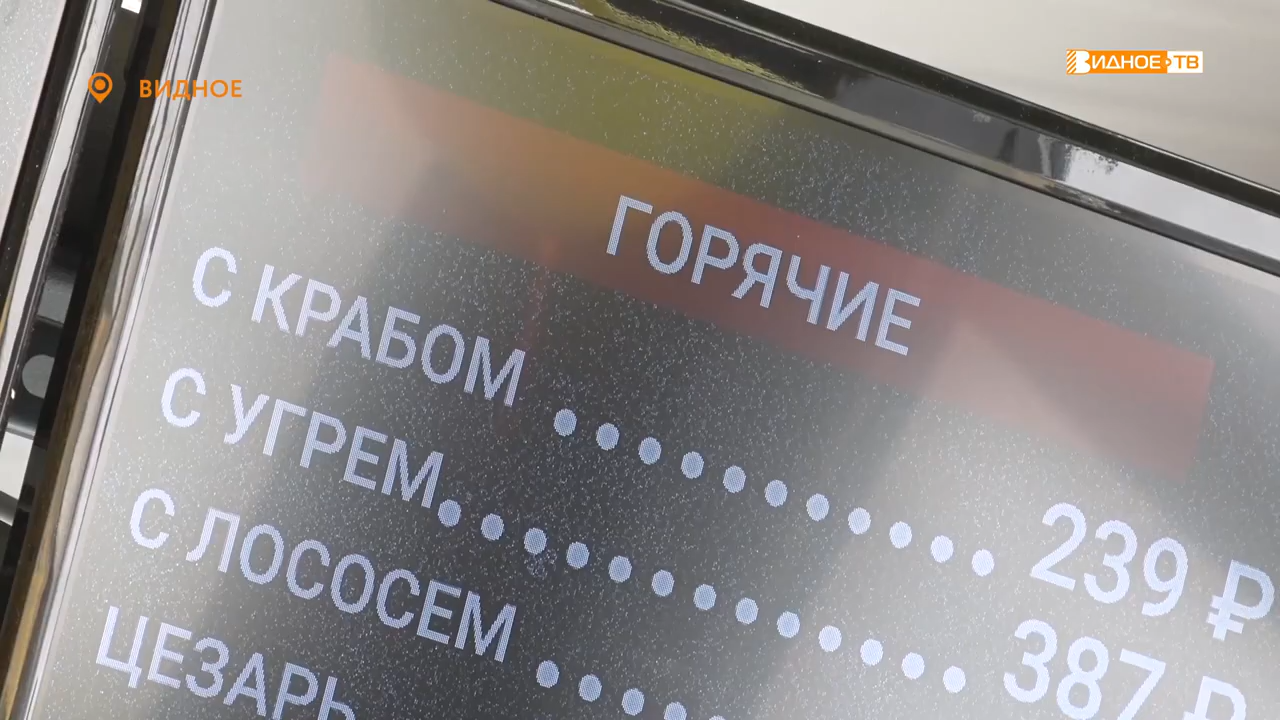 ВИДНОЕ
ВИДНОЕ ТВ
ГОРЯЧИЕ
С КРАБОМ ........... 239 ₽
С УГРЕМ............. 387 ₽
С ЛОСОСЕМ .....
ЦЕЗАРЬ